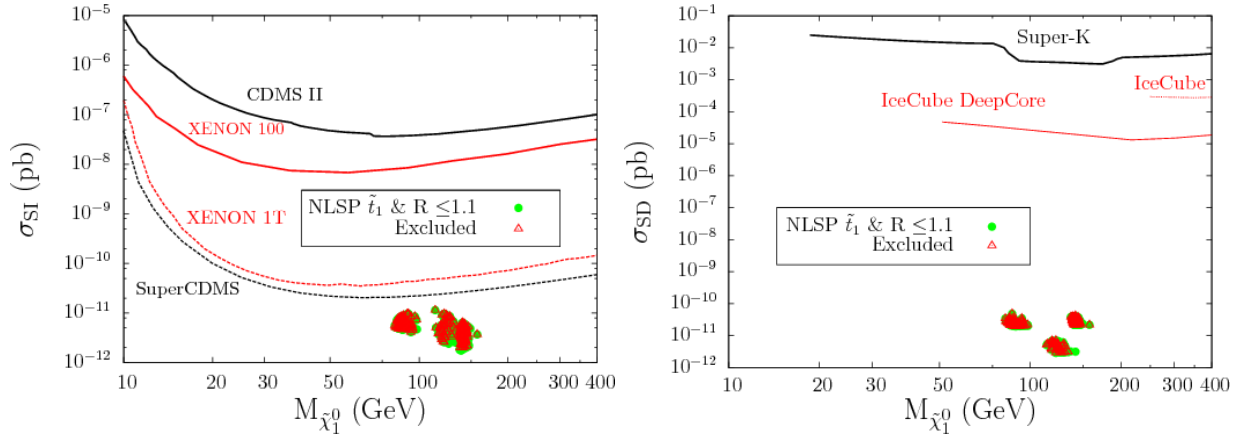 10⁻⁵
10⁻⁶
10⁻⁷
10⁻⁸
10⁻⁹
10⁻¹⁰
10⁻¹¹
10⁻¹²
σ_SI (pb)
CDMS II
XENON 100
NLSP t̃₁ & R ≤1.1
Excluded
XENON 1T
SuperCDMS
10 20 30 50 100 200 300 400
M_χ̃⁰₁ (GeV)
10⁻¹
10⁻²
10⁻³
10⁻⁴
10⁻⁵
10⁻⁶
10⁻⁷
10⁻⁸
10⁻⁹
10⁻¹⁰
10⁻¹¹
10⁻¹²
σ_SD (pb)
Super-K
IceCube
IceCube DeepCore
NLSP t̃₁ & R ≤1.1
Excluded
10 20 30 50 100 200 300 400
M_χ̃⁰₁ (GeV)